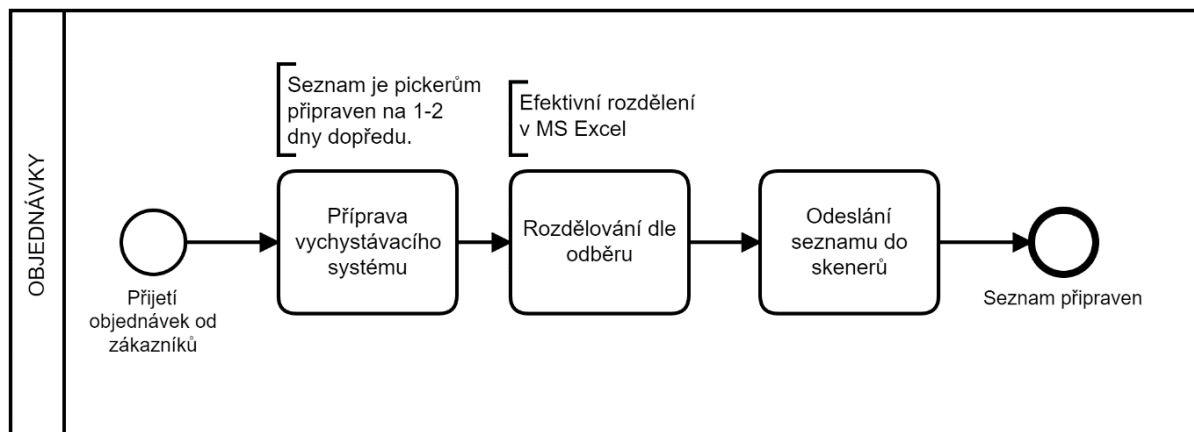 OBJEDNÁVKY
Seznam je pickerům
připraven na 1-2
dny dopředu.
Efektivní rozdělení
v MS Excel
Přijetí
objednávek od
zákazníků
Příprava
vychystávacího
systému
Rozdělování dle
odběru
Odeslání
seznamu do
skenerů
Seznam připraven